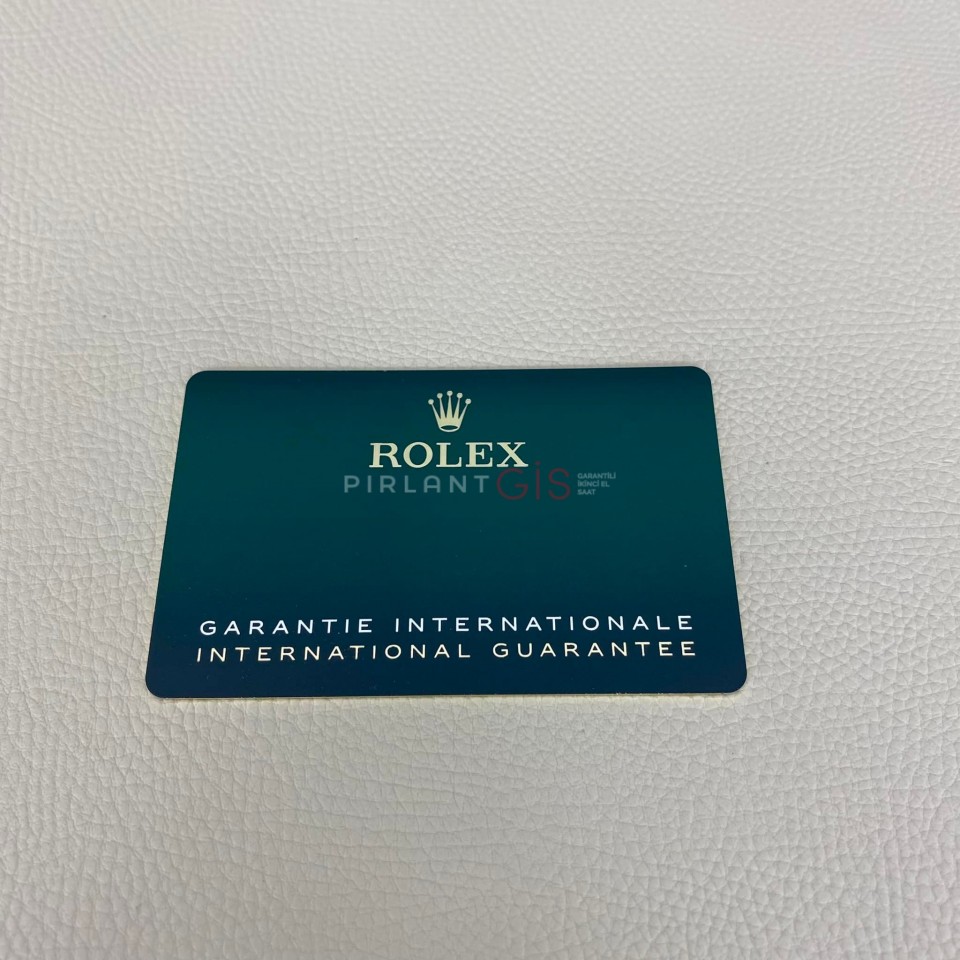 ROLEX
PIRLANTGİS
GARANTİLİ
İKİNCİ EL
SAAT
GARANTIE INTERNATIONALE
INTERNATIONAL GUARANTEE